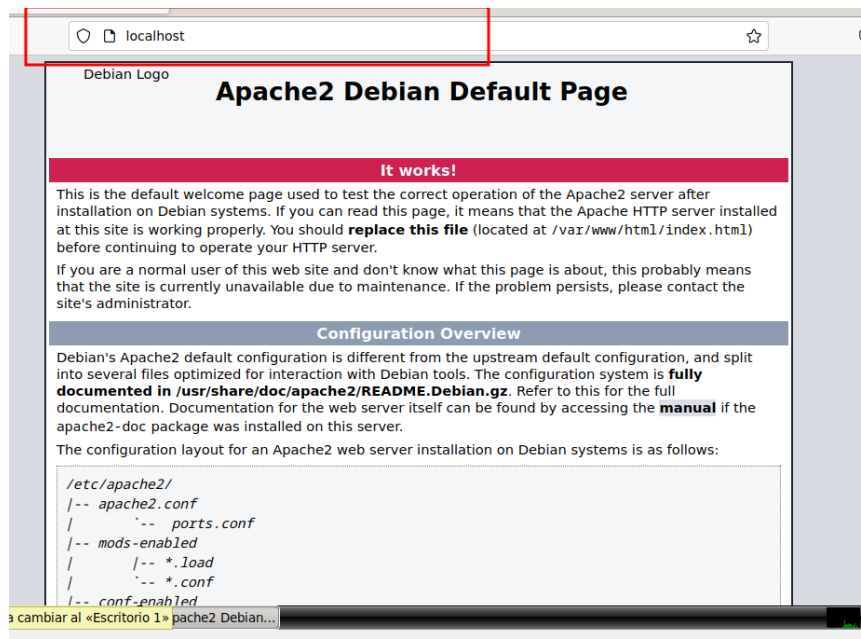 localhost
Debian Logo
Apache2 Debian Default Page
It works!
This is the default welcome page used to test the correct operation of the Apache2 server after
installation on Debian systems. If you can read this page, it means that the Apache HTTP server installed
at this site is working properly. You should replace this file (located at /var/www/html/index.html)
before continuing to operate your HTTP server.
If you are a normal user of this web site and don't know what this page is about, this probably means
that the site is currently unavailable due to maintenance. If the problem persists, please contact the
site's administrator.
Configuration Overview
Debian's Apache2 default configuration is different from the upstream default configuration, and split
into several files optimized for interaction with Debian tools. The configuration system is fully
documented in /usr/share/doc/apache2/README.Debian.gz. Refer to this for the full
documentation. Documentation for the web server itself can be found by accessing the manual if the
apache2-doc package was installed on this server.
The configuration layout for an Apache2 web server installation on Debian systems is as follows:
/etc/apache2/
|-- apache2.conf
|       `--  ports.conf
|-- mods-enabled
|       |-- *.load
|       `-- *.conf
|-- conf-enabled
a cambiar al «Escritorio 1» pache2 Debian...